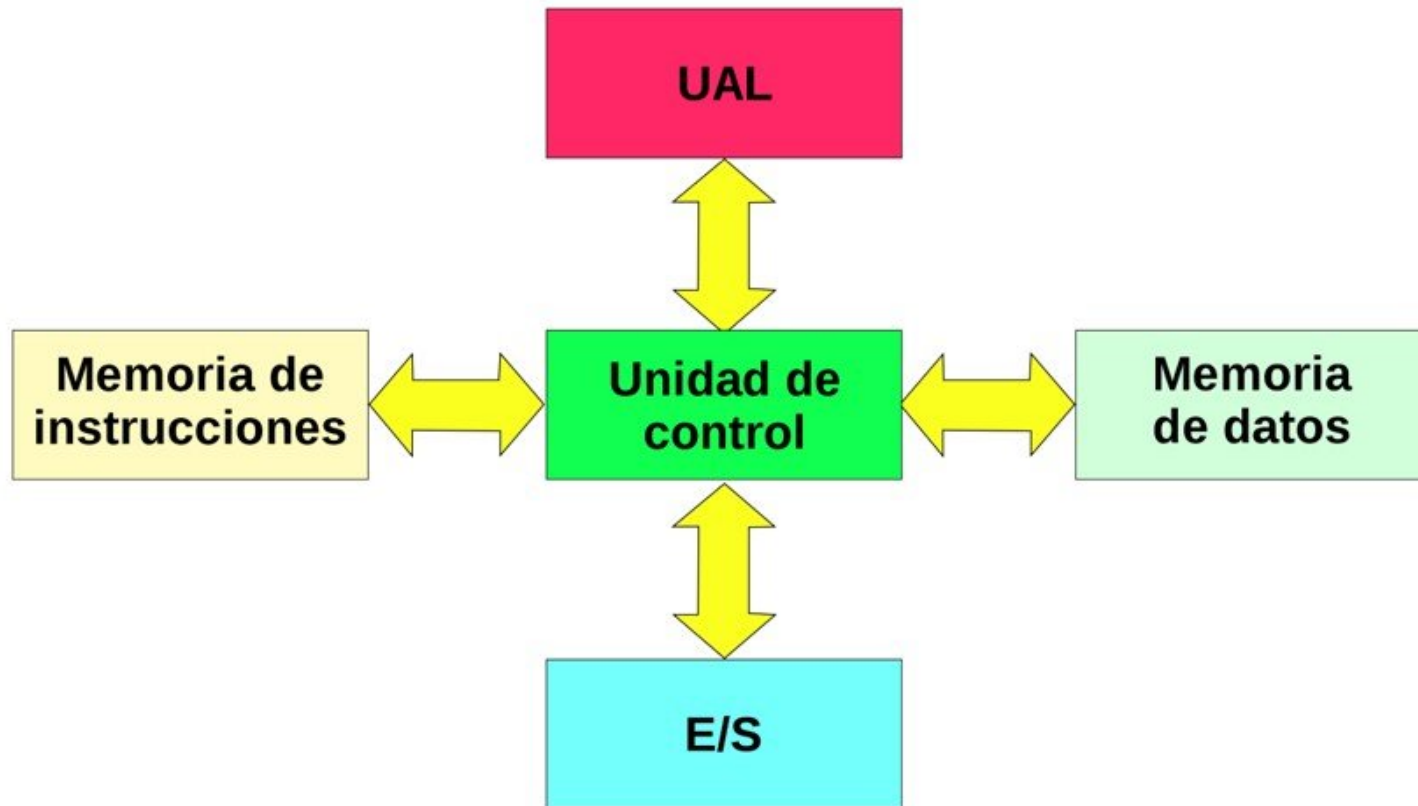 UAL
Memoria de
instrucciones
Unidad de
control
Memoria
de datos
E/S